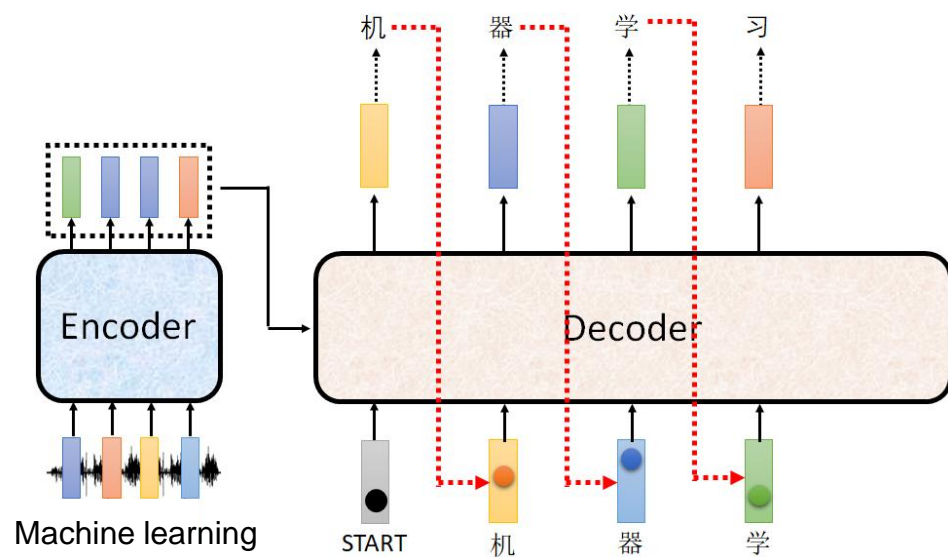 机 器 学 习
Encoder
Decoder
Machine learning
START 机 器 学